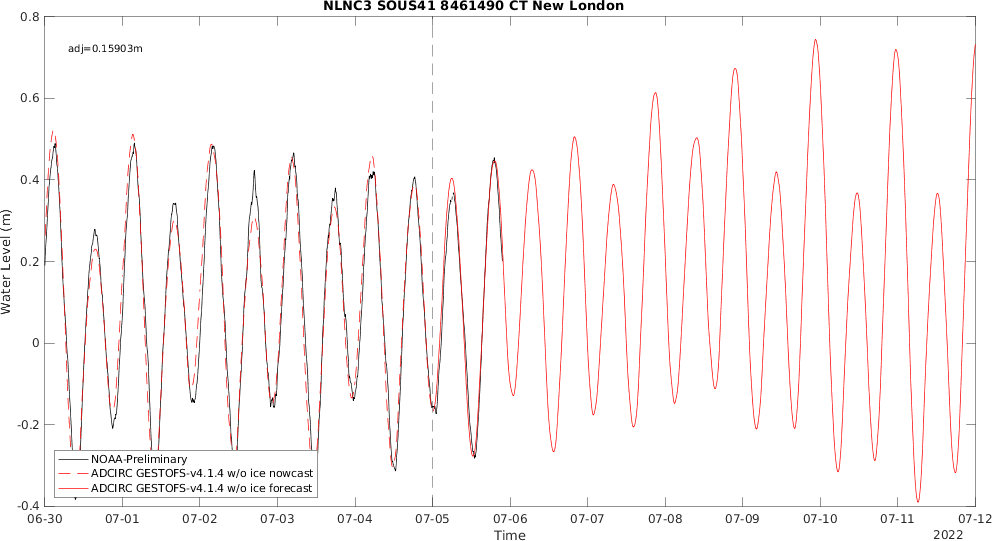 NLNC3 SOUS41 8461490 CT New London
adj=0.15903m
Water Level (m)
0.8
0.6
0.4
0.2
0
-0.2
-0.4
NOAA-Preliminary
ADCIRC GESTOFS-v4.1.4 w/o ice nowcast
ADCIRC GESTOFS-v4.1.4 w/o ice forecast
06-30 07-01 07-02 07-03 07-04 07-05 07-06 07-07 07-08 07-09 07-10 07-11 07-12
Time
2022